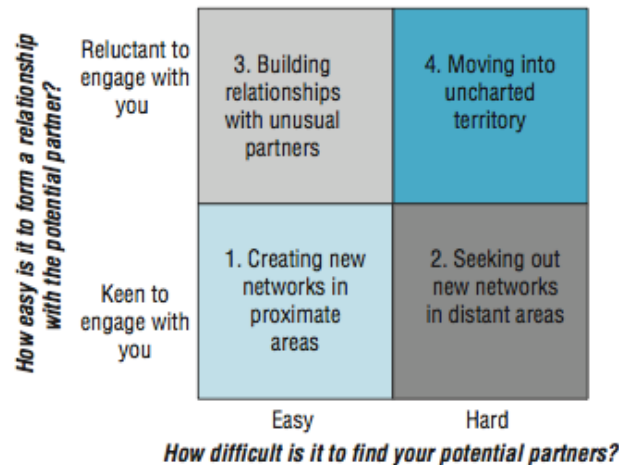 How easy is it to form a relationship
with the potential partner?
Reluctant to
engage with
you
3. Building
relationships
with unusual
partners
4. Moving into
uncharted
territory
Keen to
engage with
you
1. Creating new
networks in
proximate
areas
2. Seeking out
new networks
in distant areas
Easy
Hard
How difficult is it to find your potential partners?